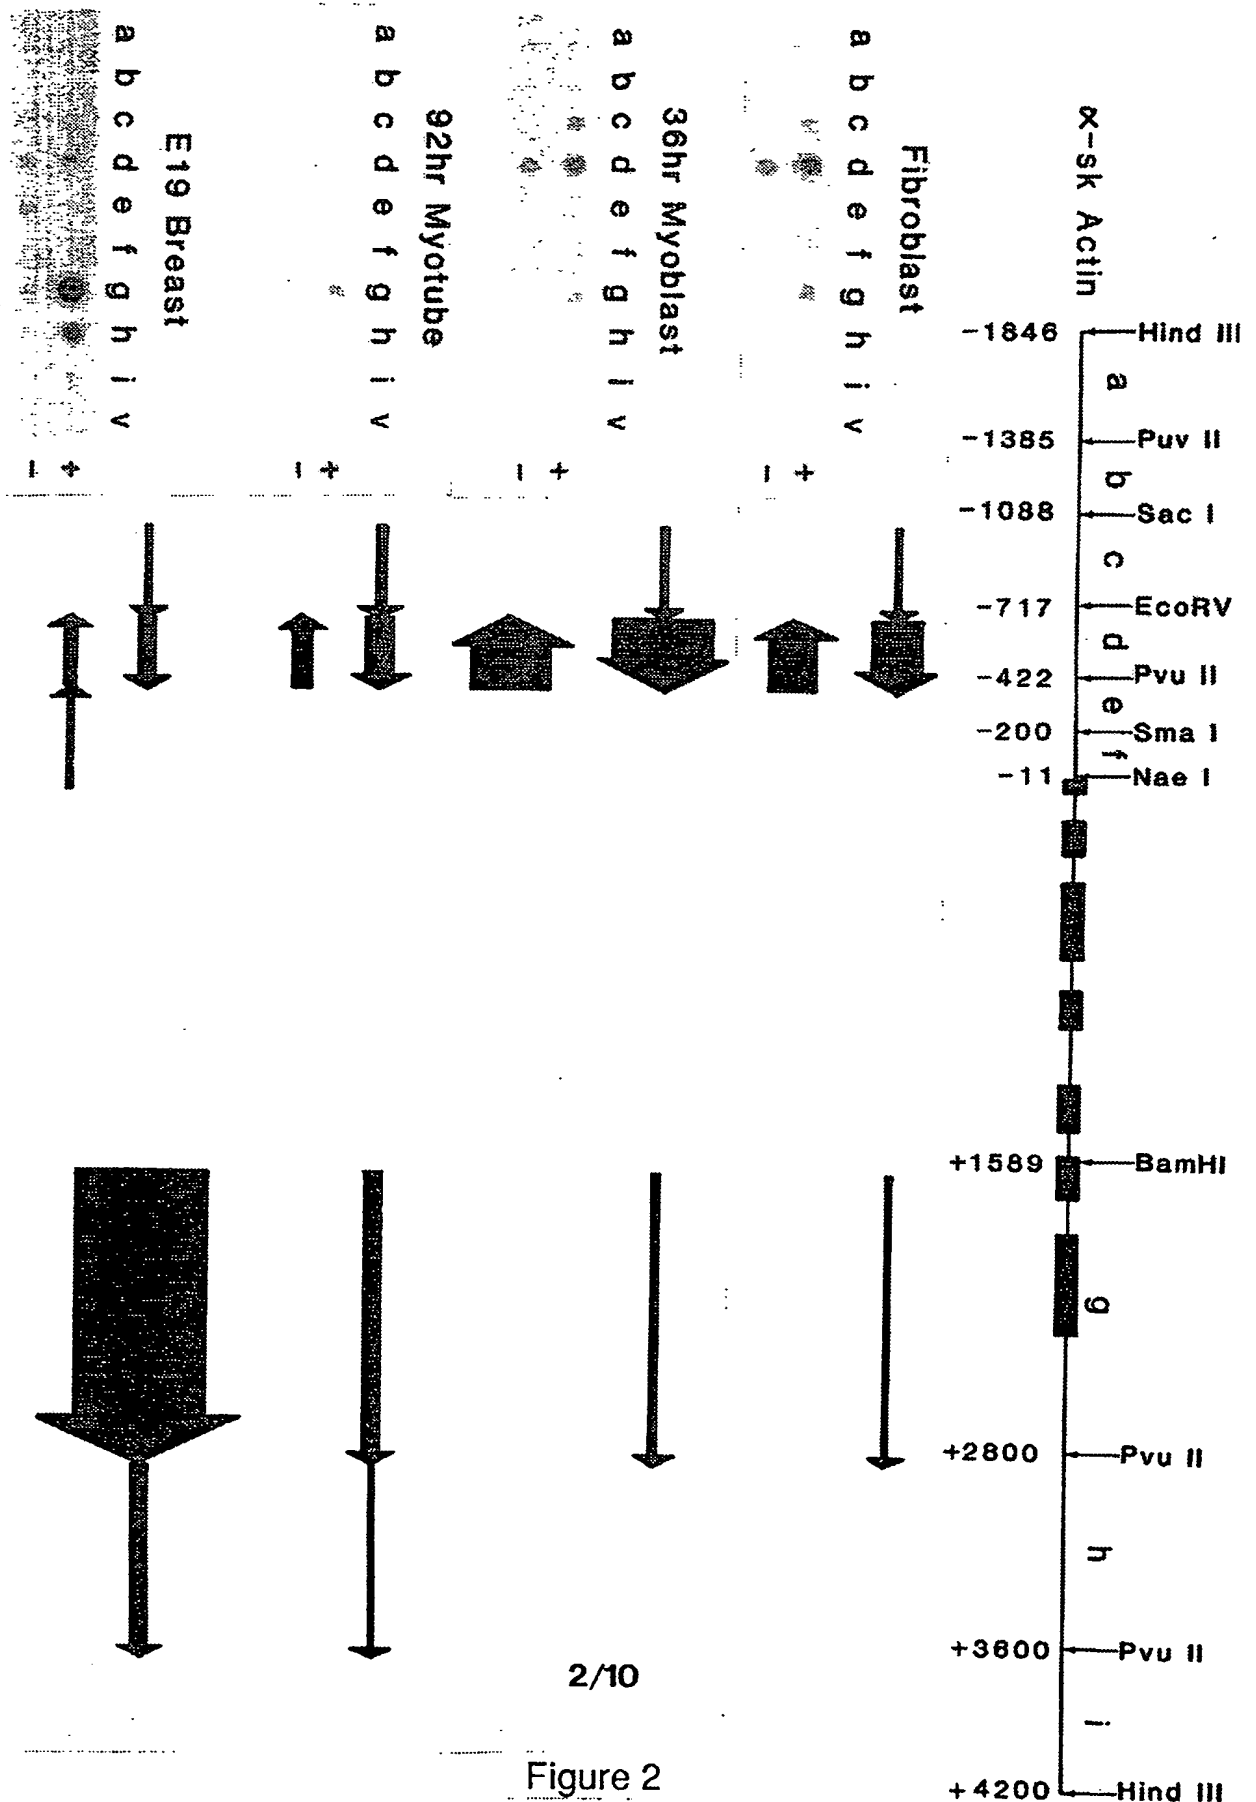 α-sk Actin
-1846 Hind III
a
-1385 Puv II
b
-1088 Sac I
c
-717 EcoRV
d
-422 Pvu II
e
-200 Sma I
f
-11 Nae I
+1589 BamHI
g
+2800 Pvu II
h
+3600 Pvu II
i
+4200 Hind III
Fibroblast
a b c d e f g h i v
- +
36hr Myoblast
a b c d e f g h I v
- +
92hr Myotube
a b c d e f g h i v
- +
E19 Breast
a b c d e f g h i v
- +
2/10
Figure 2